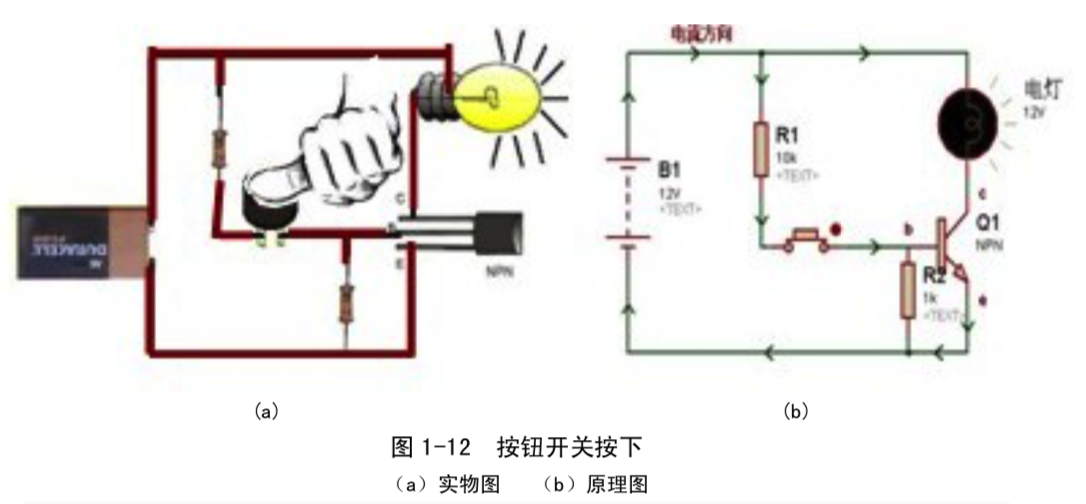 电流方向
电灯
12V
R1
10k
<TEXT>
B1
12V
<TEXT>
C
c
b
Q1
NPN
B
E
NPN
R2
1k
<TEXT>
e
(a)
(b)
图 1-12 按钮开关按下
（a）实物图 （b）原理图